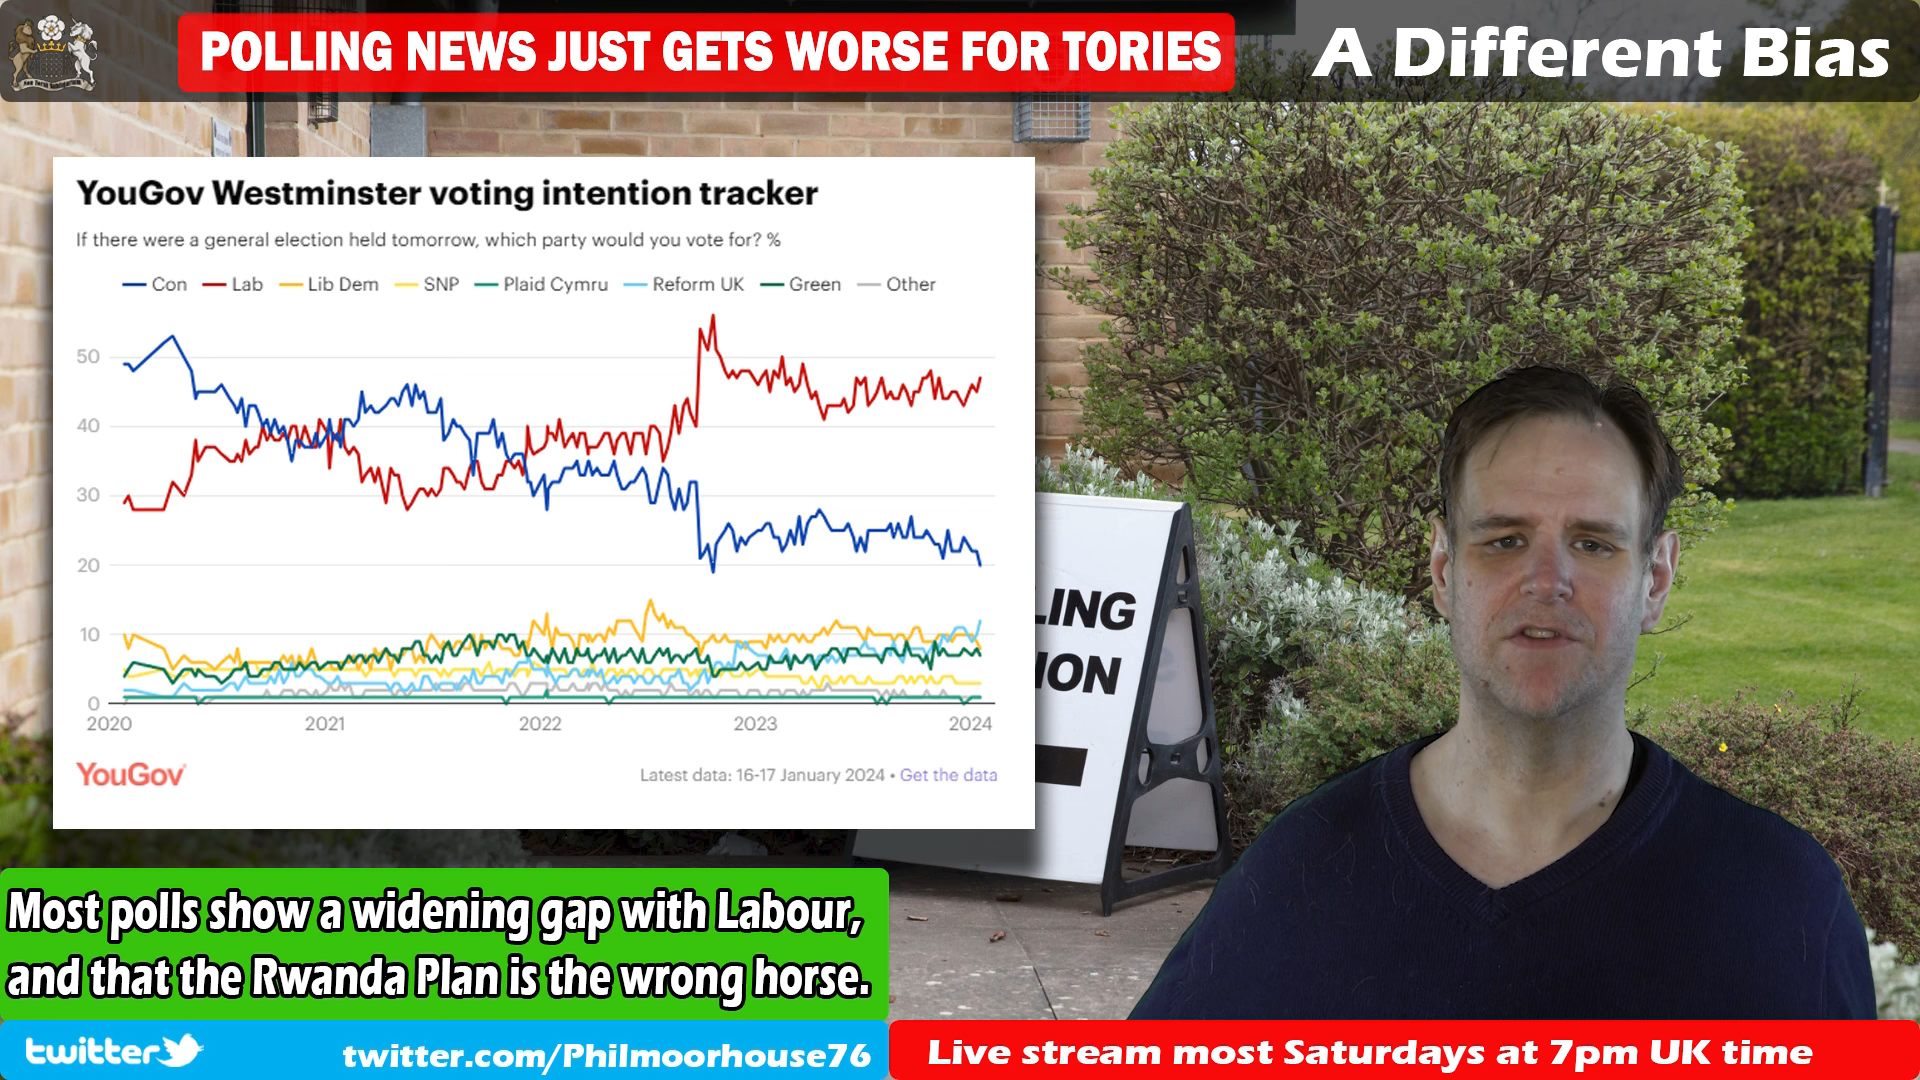 POLLING NEWS JUST GETS WORSE FOR TORIES
A Different Bias
YouGov Westminster voting intention tracker
If there were a general election held tomorrow, which party would you vote for? %
Con Lab Lib Dem SNP Plaid Cymru Reform UK Green Other
50
40
30
20
10
0
2020 2021 2022 2023 2024
YouGov
Latest data: 16-17 January 2024 • Get the data
LING
ION
Most polls show a widening gap with Labour,
and that the Rwanda Plan is the wrong horse.
twitter
twitter.com/Philmoorhouse76
Live stream most Saturdays at 7pm UK time